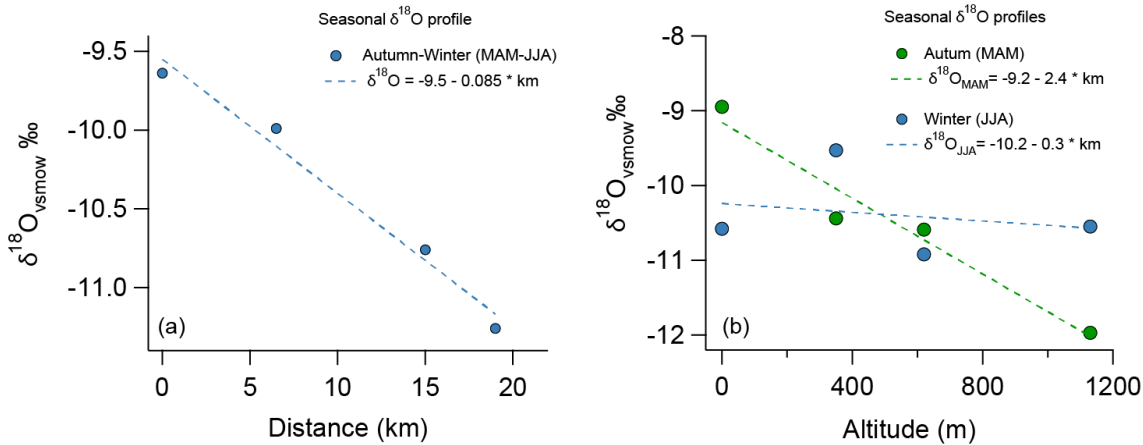 Seasonal δ¹⁸O profile
Autumn-Winter (MAM-JJA)
δ¹⁸O = -9.5 - 0.085 * km
-9.5
-10.0
-10.5
-11.0
δ¹⁸Oᵥₛₘₒw ‰
(a)
0
5
10
15
20
Distance (km)
Seasonal δ¹⁸O profiles
Autum (MAM)
δ¹⁸O_MAM= -9.2 - 2.4 * km
Winter (JJA)
δ¹⁸O_JJA= -10.2 - 0.3 * km
-8
-9
-10
-11
-12
δ¹⁸Oᵥₛₘₒw ‰
(b)
0
400
800
1200
Altitude (m)